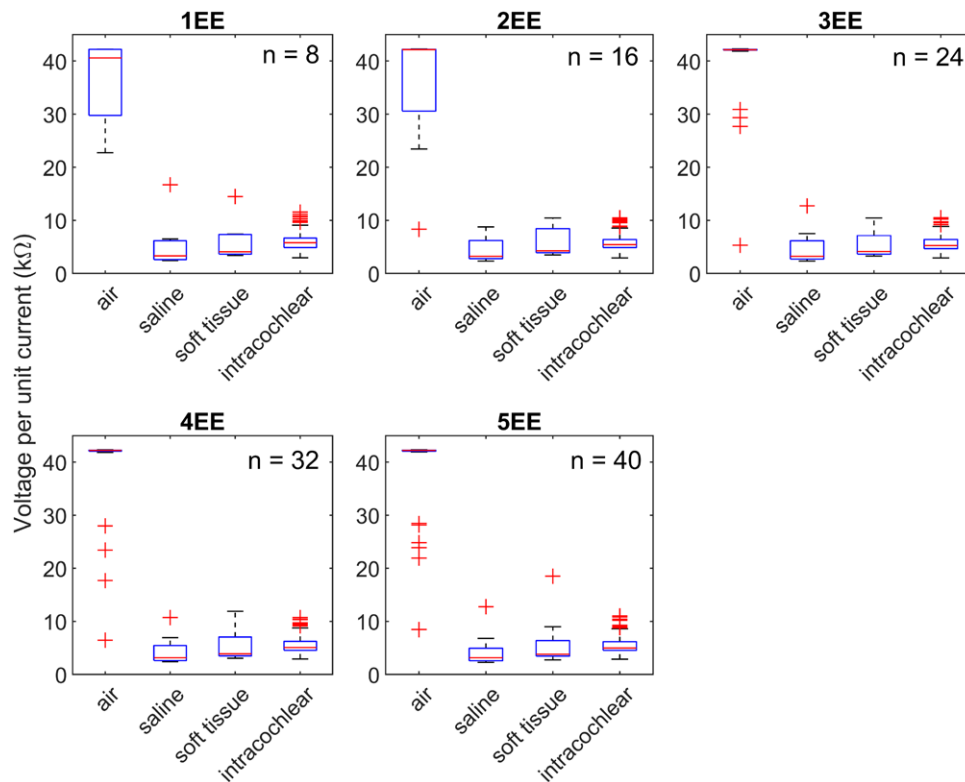 1EE
n = 8
40
30
20
10
0
air
saline
soft tissue
intracochlear
2EE
n = 16
40
30
20
10
0
air
saline
soft tissue
intracochlear
3EE
n = 24
40
30
20
10
0
air
saline
soft tissue
intracochlear
Voltage per unit current (kΩ)
4EE
n = 32
40
30
20
10
0
air
saline
soft tissue
intracochlear
5EE
n = 40
40
30
20
10
0
air
saline
soft tissue
intracochlear